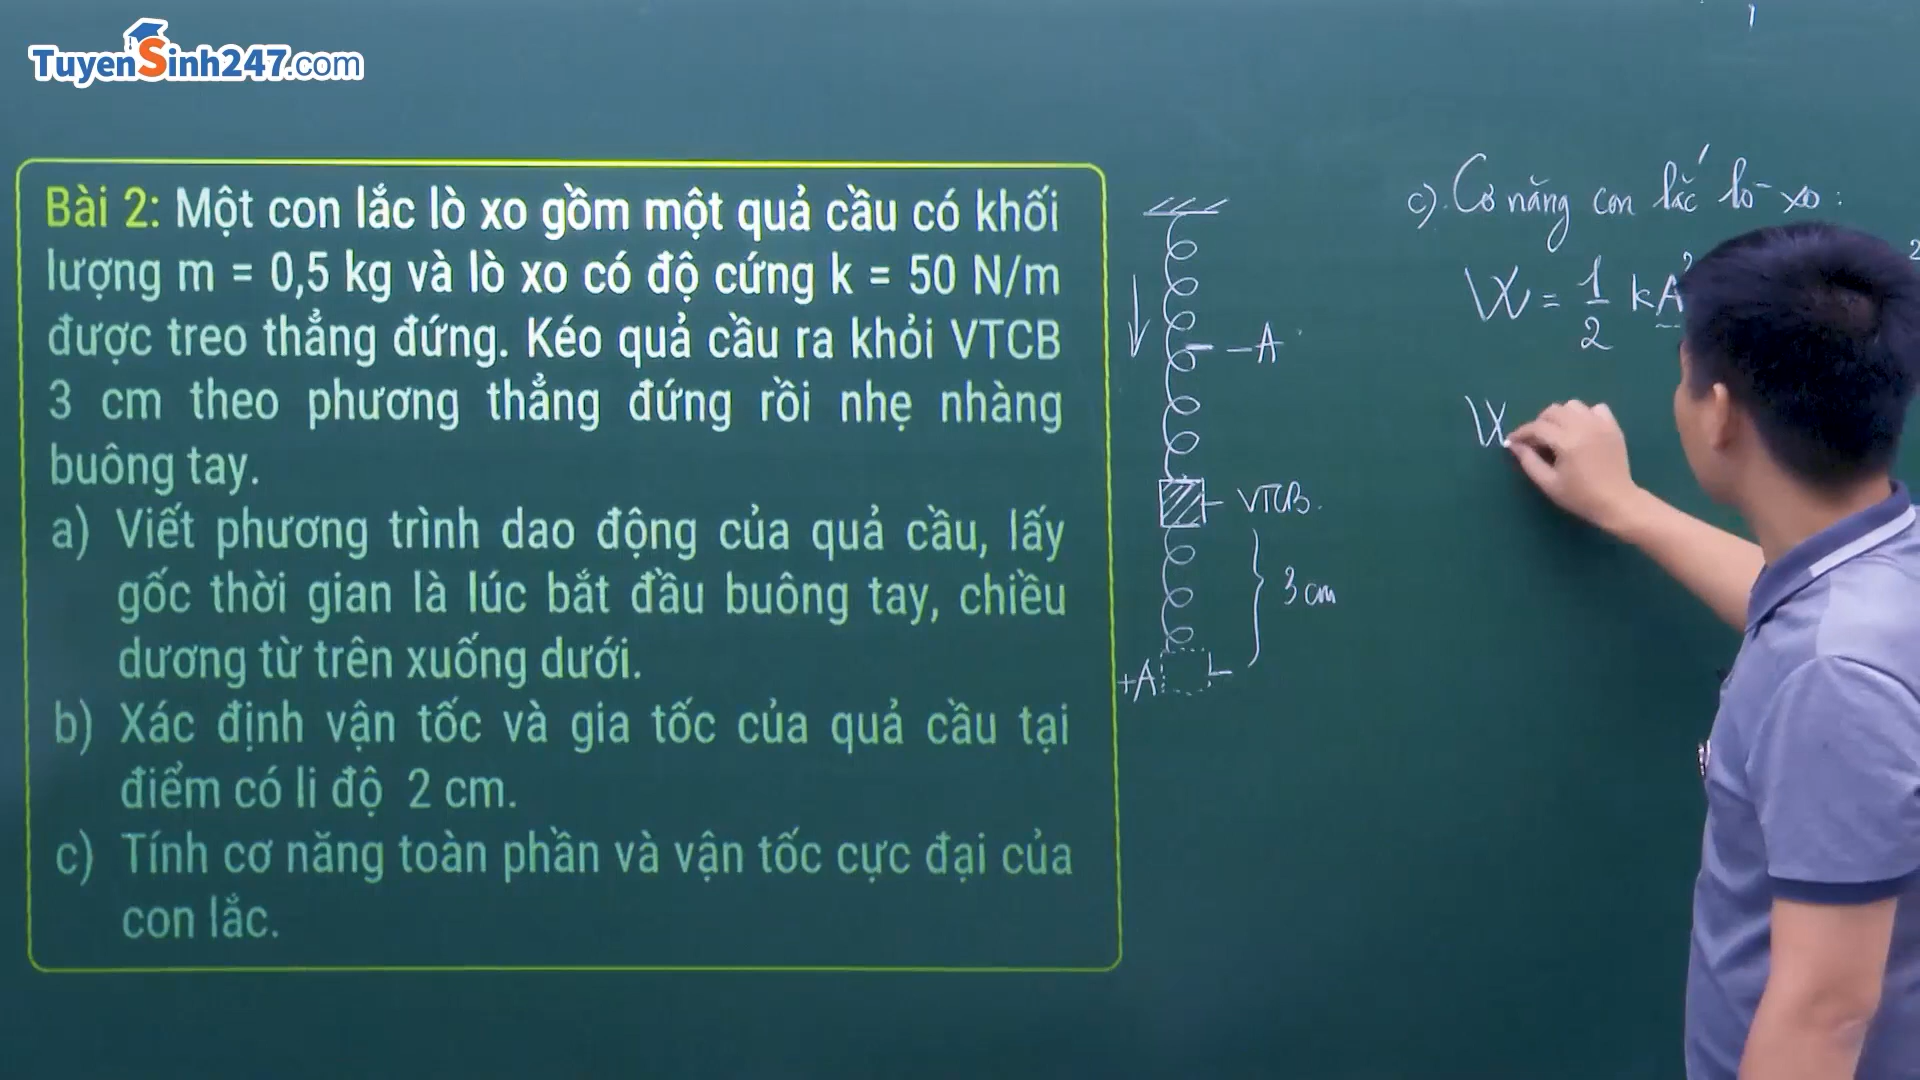 TuyenSinh247.com
Bài 2: Một con lắc lò xo gồm một quả cầu có khối
lượng m = 0,5 kg và lò xo có độ cứng k = 50 N/m
được treo thẳng đứng. Kéo quả cầu ra khỏi VTCB
3 cm theo phương thẳng đứng rồi nhẹ nhàng
buông tay.
a) Viết phương trình dao động của quả cầu, lấy
gốc thời gian là lúc bắt đầu buông tay, chiều
dương từ trên xuống dưới.
b) Xác định vận tốc và gia tốc của quả cầu tại
điểm có li độ 2 cm.
c) Tính cơ năng toàn phần và vận tốc cực đại của
con lắc.
-A
VTCB.
3 cm
+A
c). Cơ năng con lắc lò xo:
W = 1/2 kA²
2
W